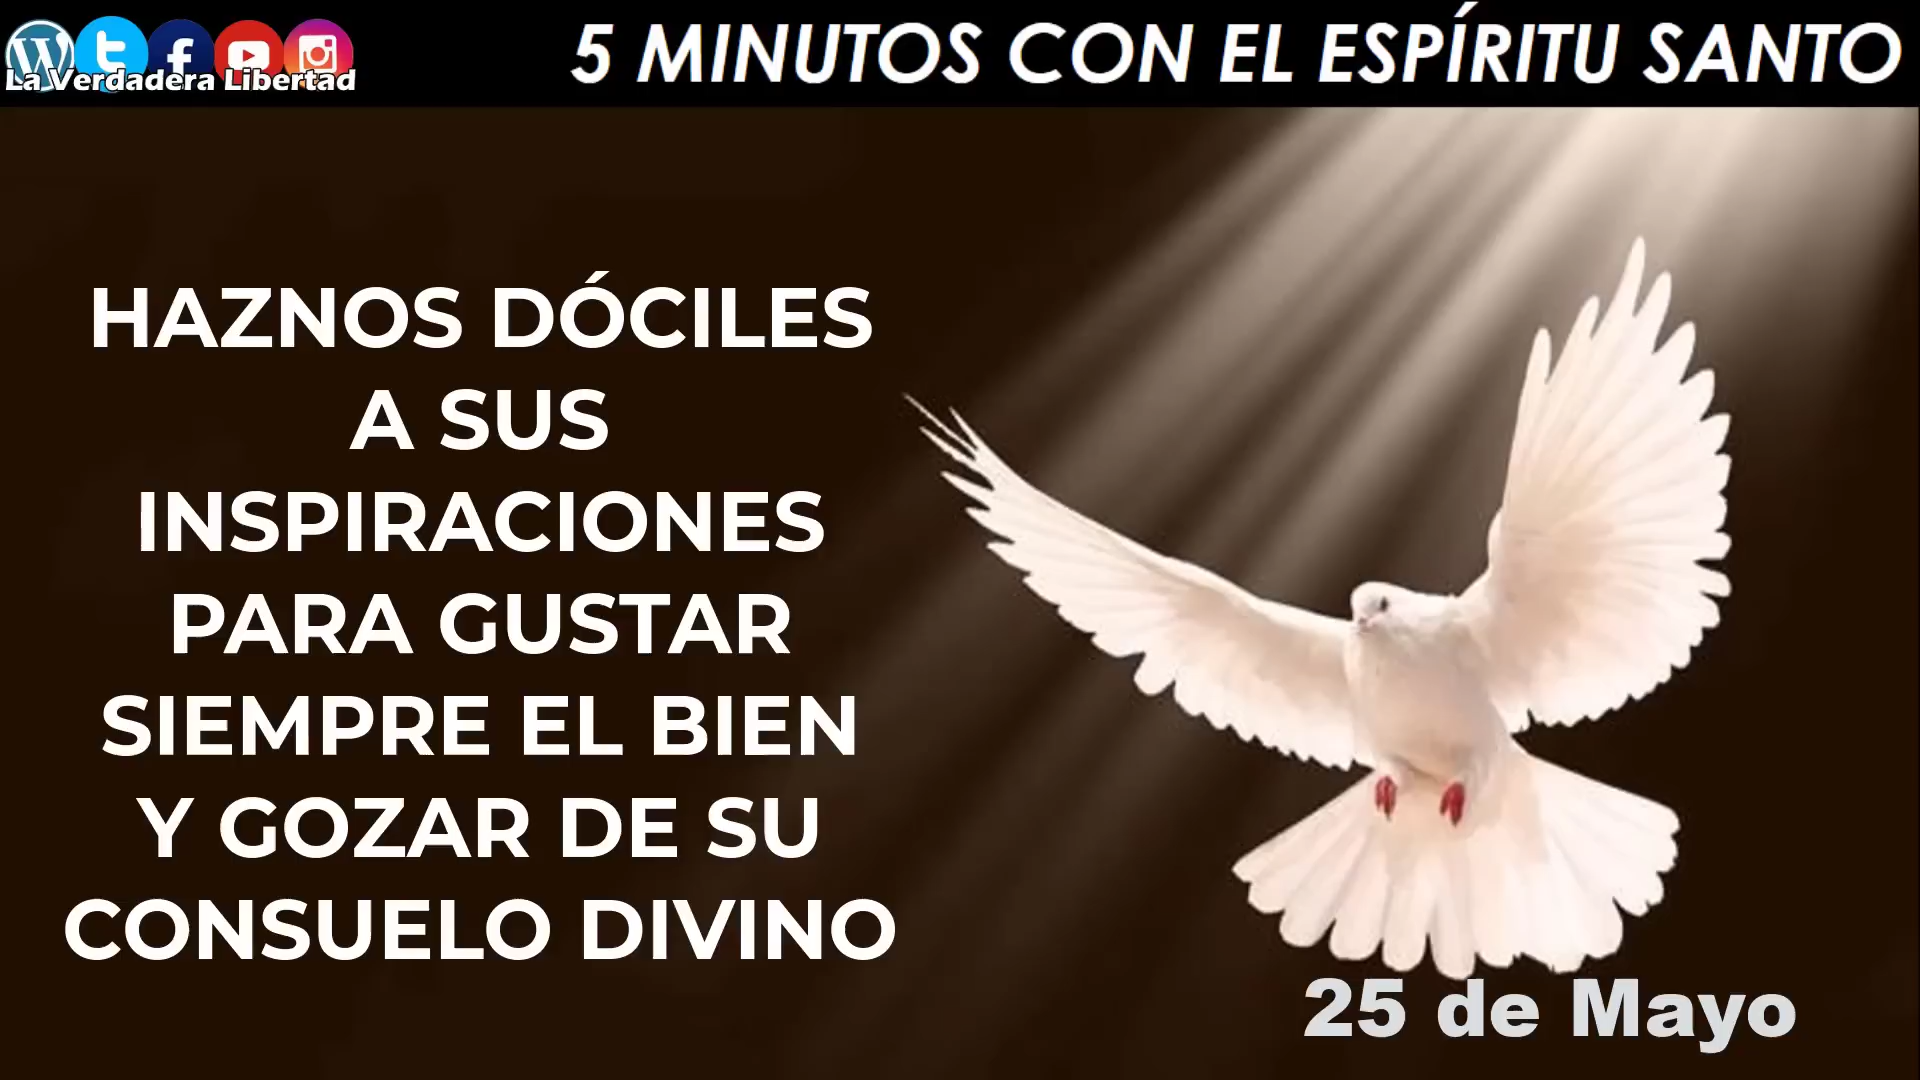 La Verdadera Libertad
5 MINUTOS CON EL ESPÍRITU SANTO
HAZNOS DÓCILES
A SUS
INSPIRACIONES
PARA GUSTAR
SIEMPRE EL BIEN
Y GOZAR DE SU
CONSUELO DIVINO
25 de Mayo